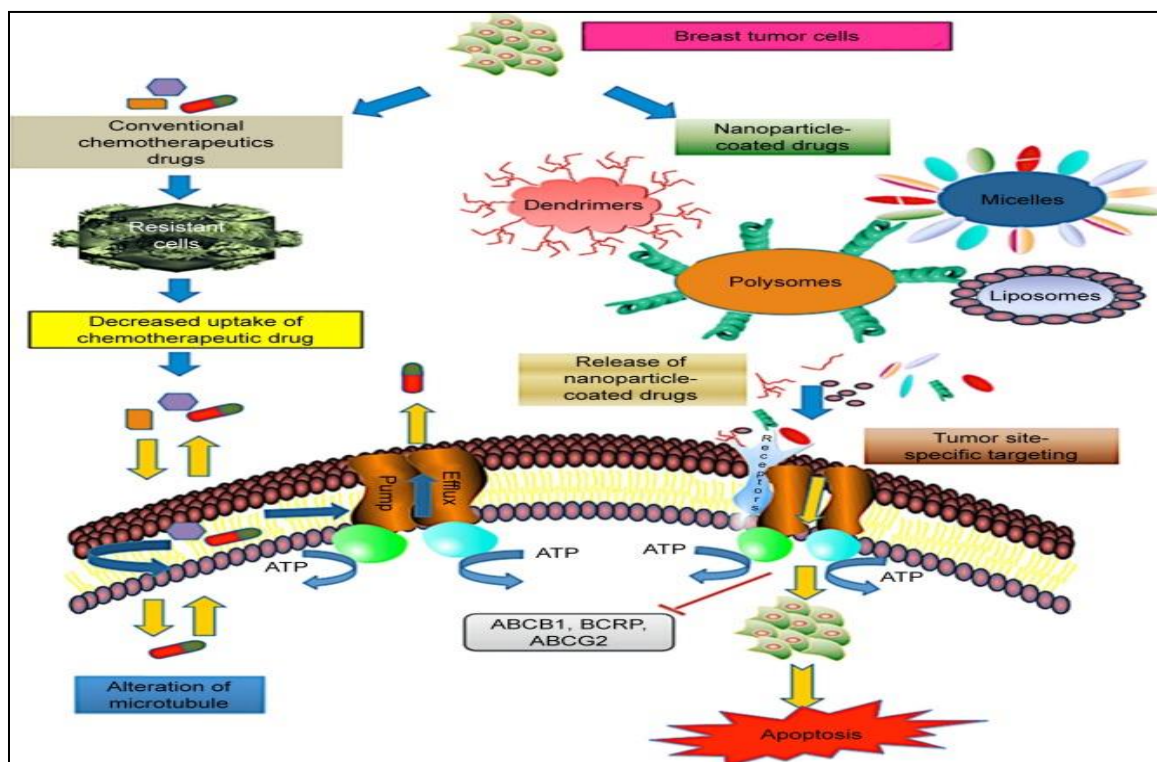 Breast tumor cells
Conventional
chemotherapeutics
drugs
Nanoparticle-
coated drugs
Dendrimers
Micelles
Resistant
cells
Polysomes
Liposomes
Decreased uptake of
chemotherapeutic drug
Release of
nanoparticle-
coated drugs
Receptors
Tumor site-
specific targeting
Pump
Efflux
ATP
ATP
ATP
ATP
ABCB1, BCRP,
ABCG2
Alteration of
microtubule
Apoptosis